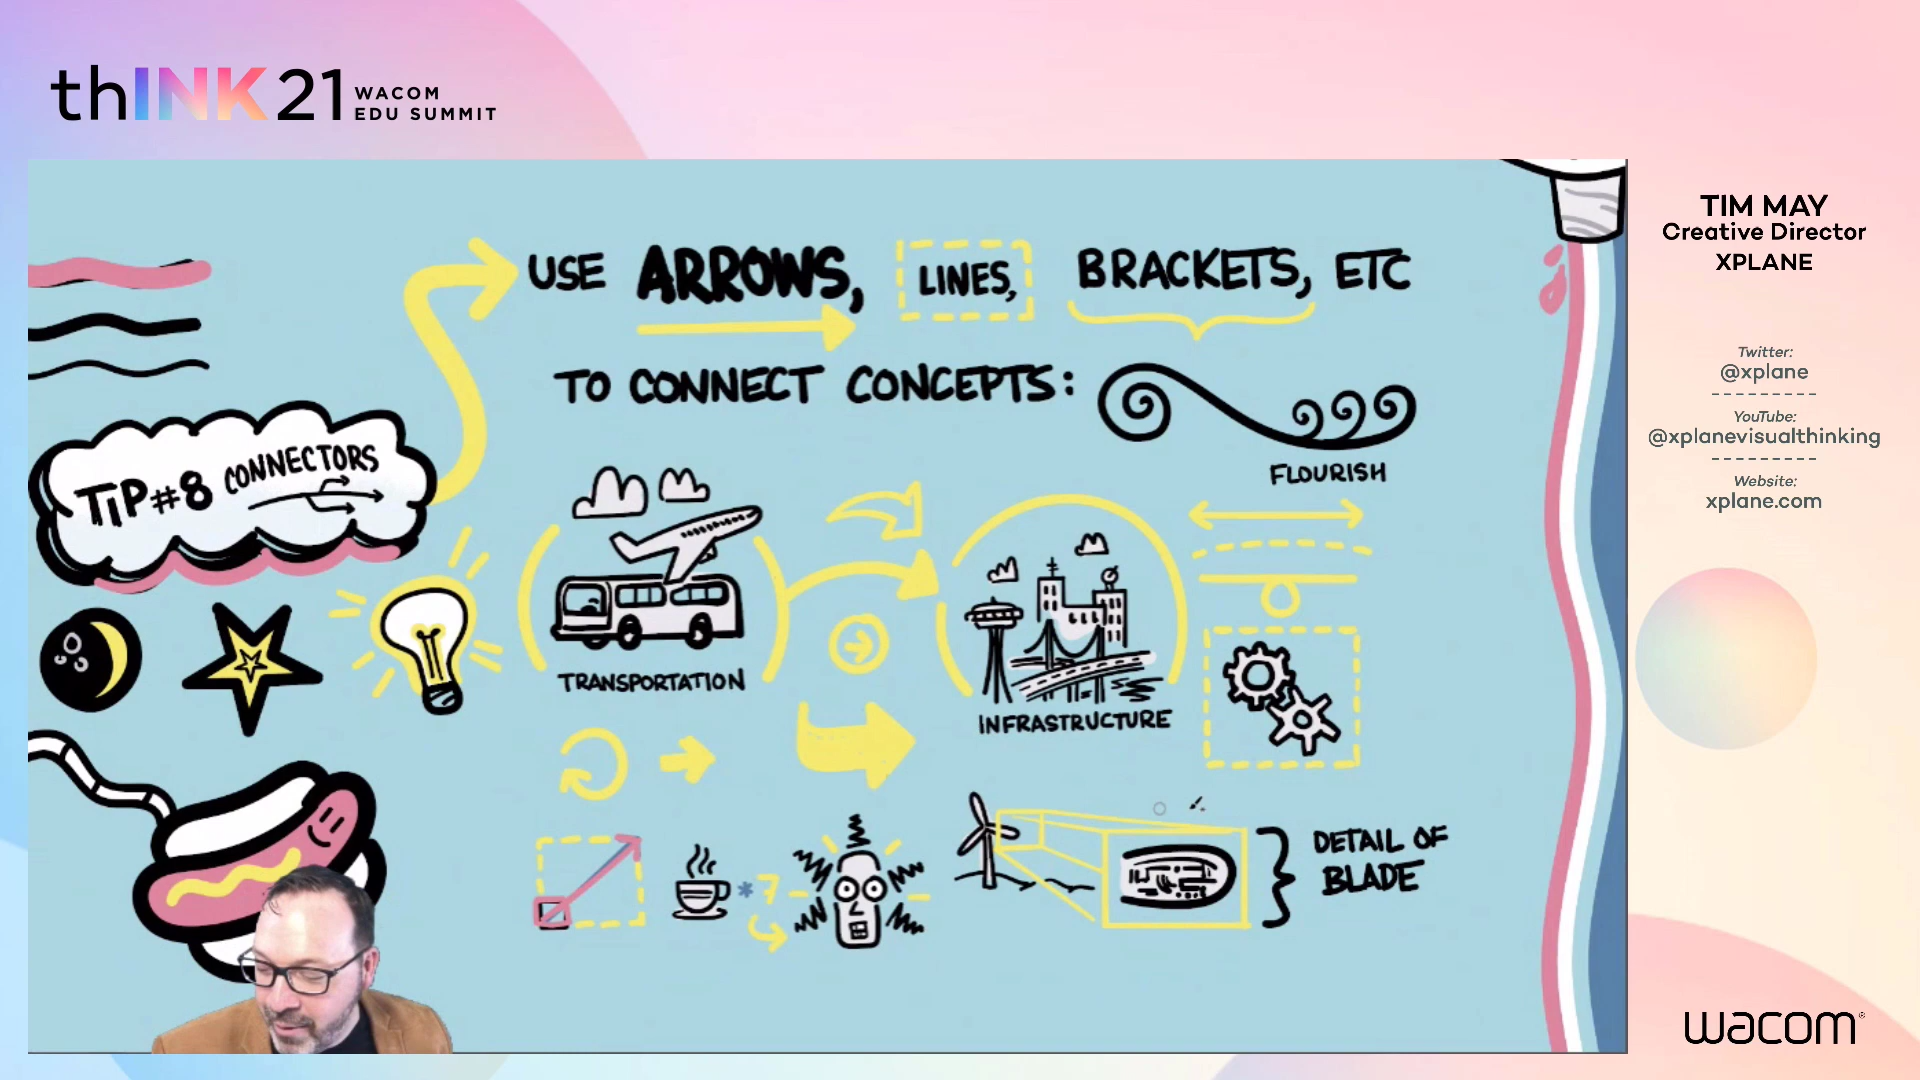 thINK21 WACOM
EDU SUMMIT
TIM MAY
Creative Director
XPLANE
Twitter:
@xplane
YouTube:
@xplanevisualthinking
Website:
xplane.com
USE ARROWS, LINES, BRACKETS, ETC
TO CONNECT CONCEPTS:
FLOURISH
TIP #8 CONNECTORS
TRANSPORTATION
INFRASTRUCTURE
* 7
DETAIL OF
BLADE
wacom®